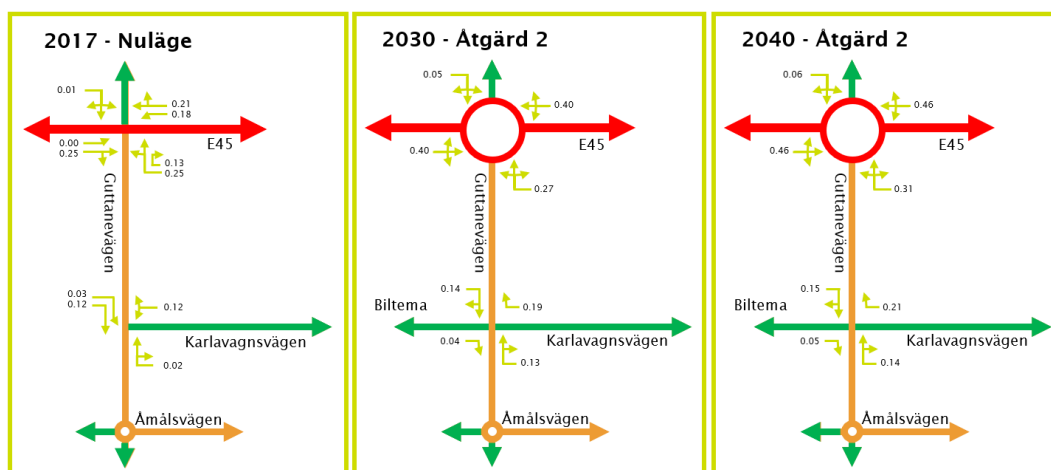 2017 - Nuläge
0.01
0.21
0.18
E45
0.00
0.25
0.13
0.25
Guttanevägen
0.03
0.12
0.12
Karlavagnsvägen
0.02
Åmålsvägen
2030 - Åtgärd 2
0.05
0.40
E45
0.40
0.27
Guttanevägen
0.14
Biltema
0.19
0.04
Karlavagnsvägen
0.13
Åmålsvägen
2040 - Åtgärd 2
0.06
0.46
E45
0.46
0.31
Guttanevägen
0.15
Biltema
0.21
0.05
Karlavagnsvägen
0.14
Åmålsvägen